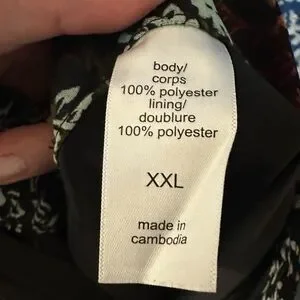 body/
corps
100% polyester
lining/
doublure
100% polyester
XXL
made in
cambodia